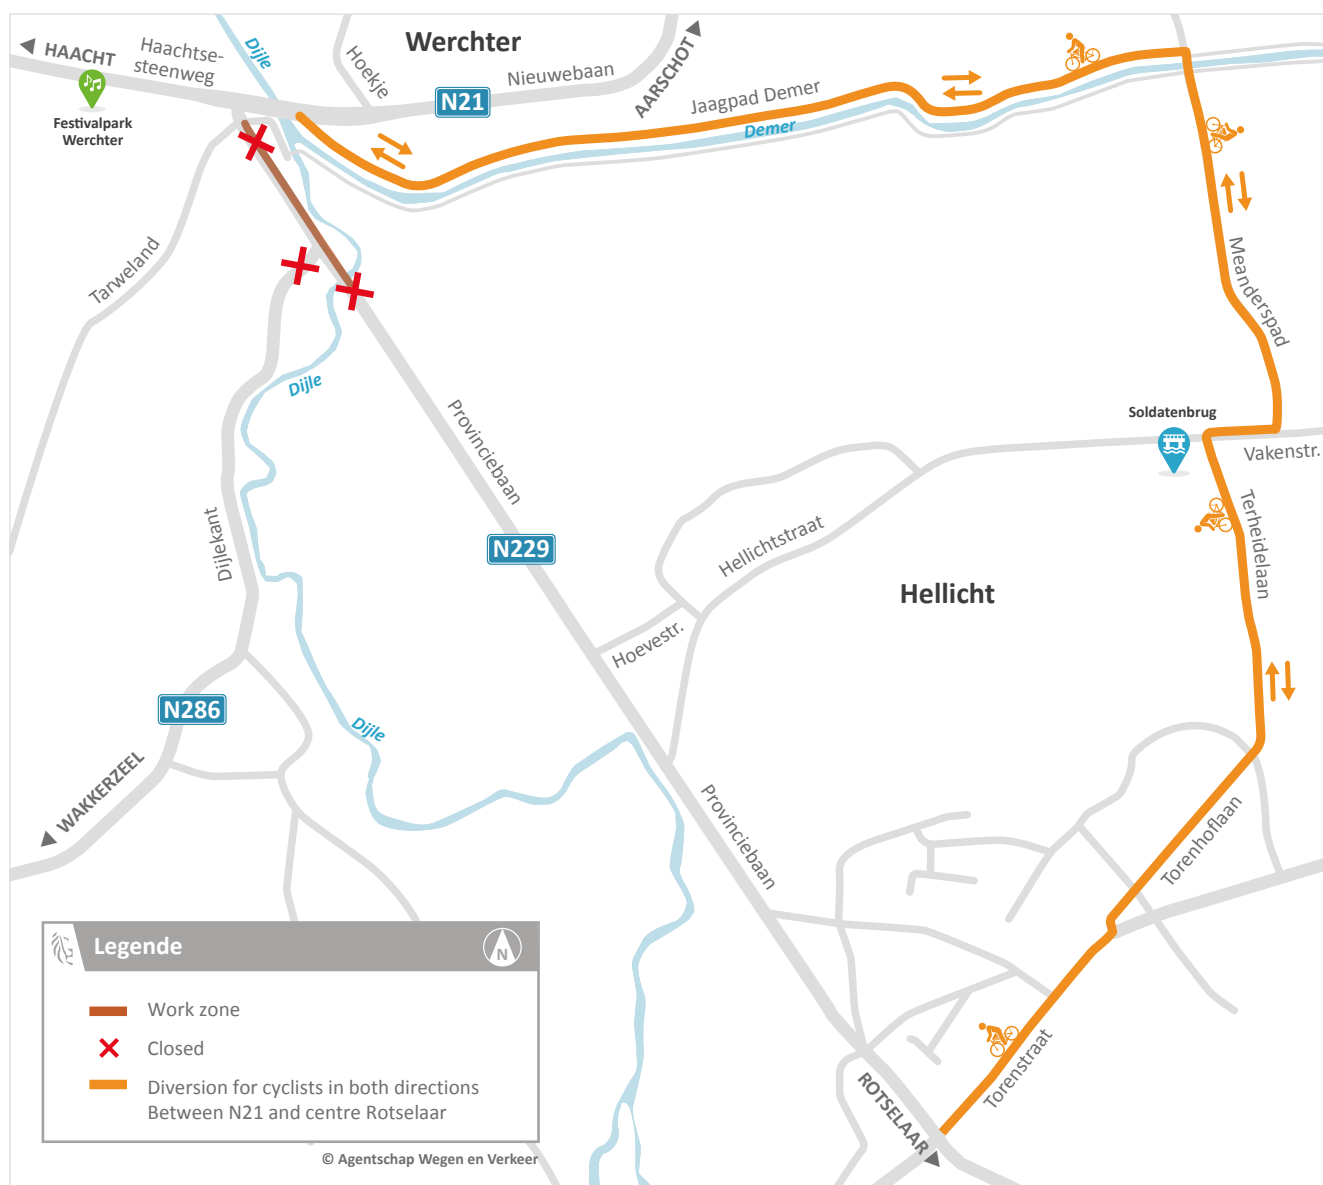 Werchter
HAACHT
Haachtse-
steenweg
Dijle
Hoekje
Nieuwebaan
N21
AARSCHOT
Jaagpad Demer
Demer
Festivalpark
Werchter
Tarweland
Meanderspad
Dijle
Provinciebaan
Soldatenbrug
Vakenstr.
Dijlekant
N229
Hellichtstraat
Terheidelaan
Hellicht
Hoevestr.
N286
Dijle
WAKKERZEEL
Provinciebaan
Torenhoflaan
Torenstraat
ROTSELAAR
Legende
N
Work zone
Closed
Diversion for cyclists in both directions
Between N21 and centre Rotselaar
© Agentschap Wegen en Verkeer